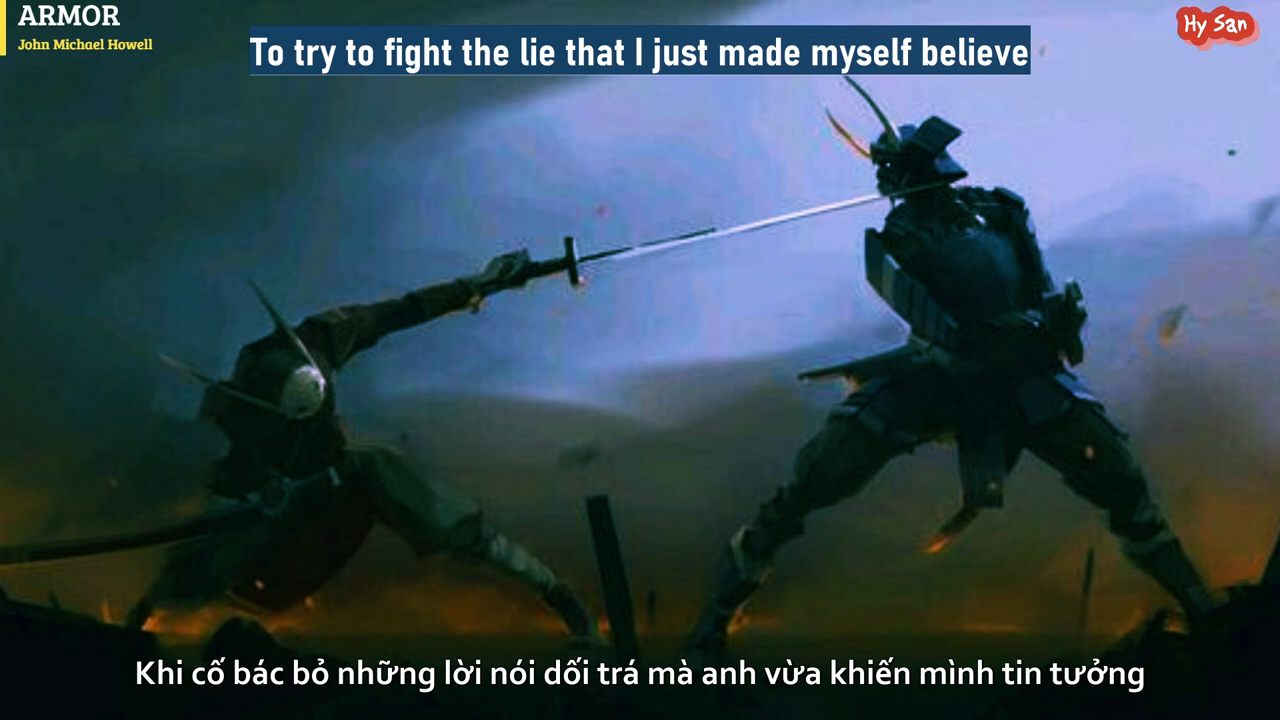 ARMOR
John Michael Howell
Hy San
To try to fight the lie that I just made myself believe
Khi cố bác bỏ những lời nói dối trá mà anh vừa khiến mình tin tưởng